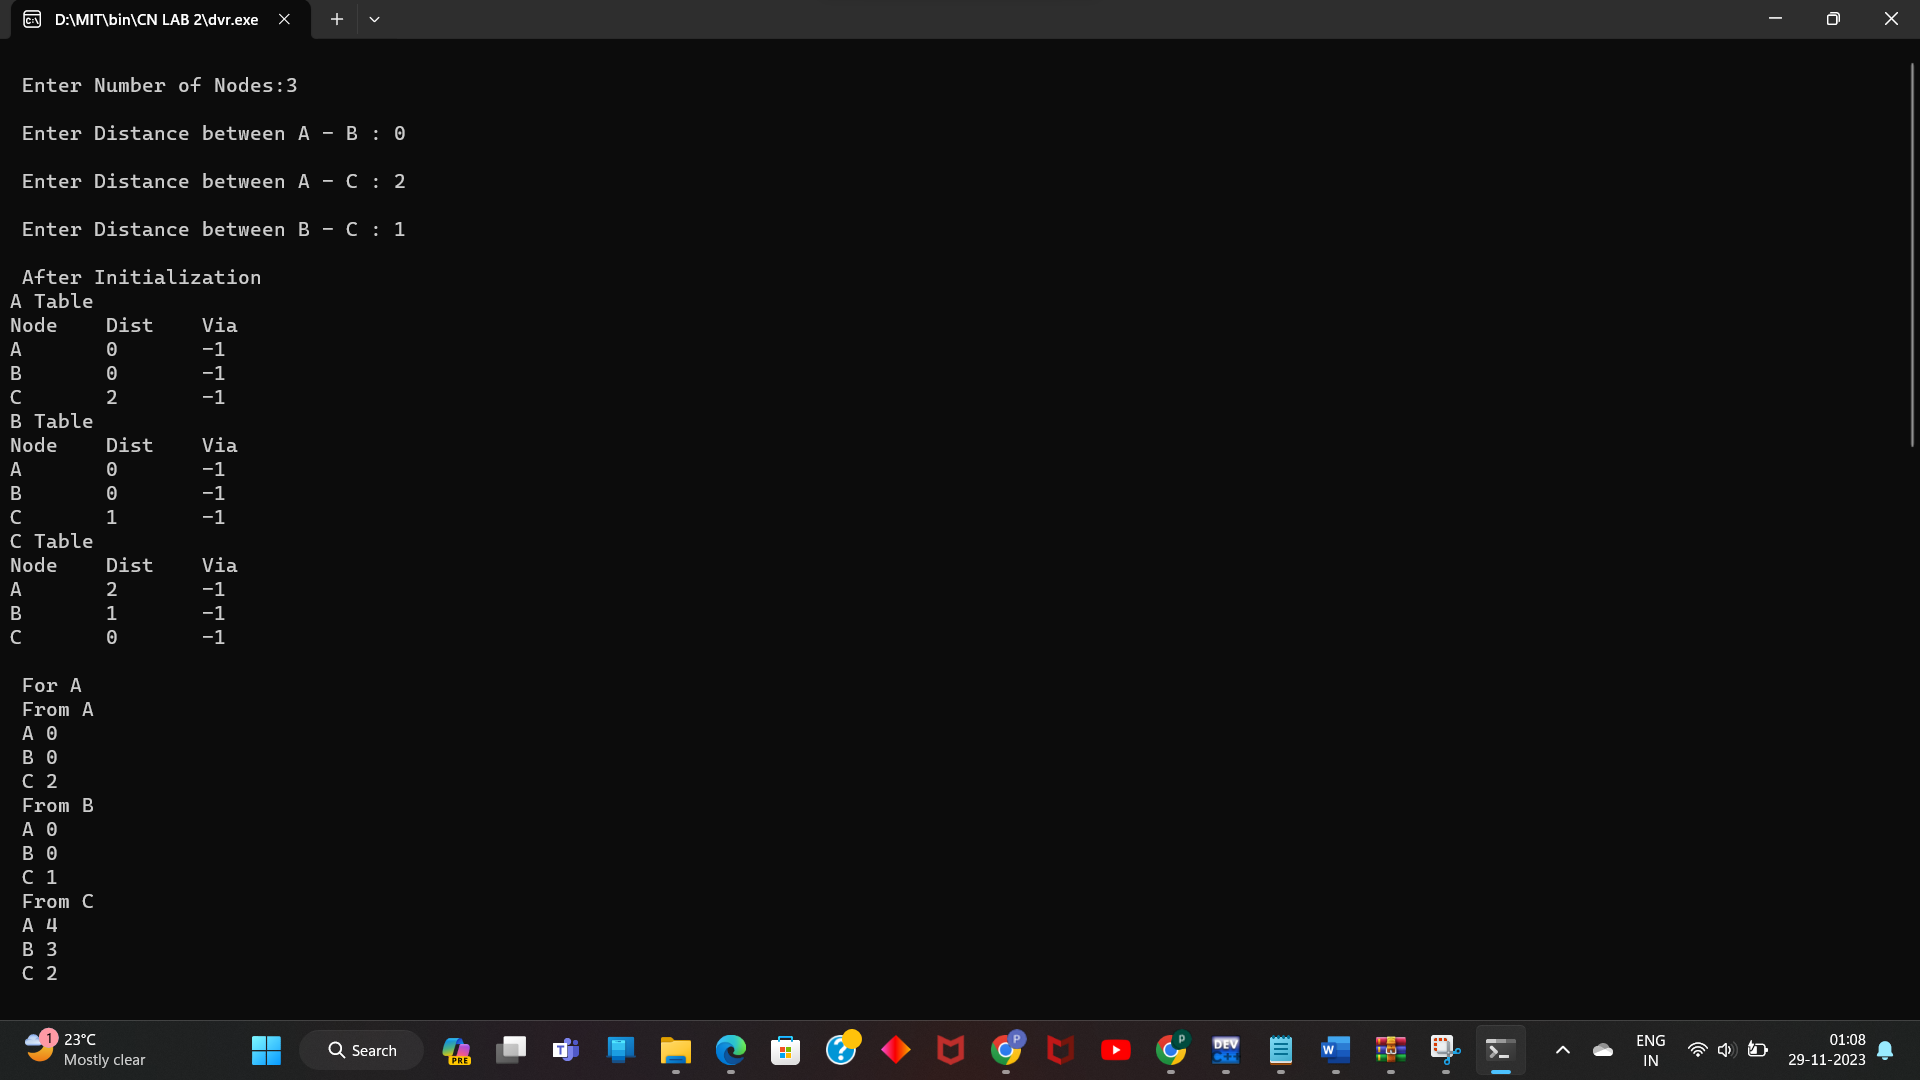 D:\MIT\bin\CN LAB 2\dvr.exe
Enter Number of Nodes:3
Enter Distance between A - B : 0
Enter Distance between A - C : 2
Enter Distance between B - C : 1
After Initialization
A Table
Node Dist Via
A 0 -1
B 0 -1
C 2 -1
B Table
Node Dist Via
A 0 -1
B 0 -1
C 1 -1
C Table
Node Dist Via
A 2 -1
B 1 -1
C 0 -1
For A
From A
A 0
B 0
C 2
From B
A 0
B 0
C 1
From C
A 4
B 3
C 2
1
23°C
Mostly clear
Search
PRE
T
P
p
DEV
C++
W
ENG
IN
01:08
29-11-2023